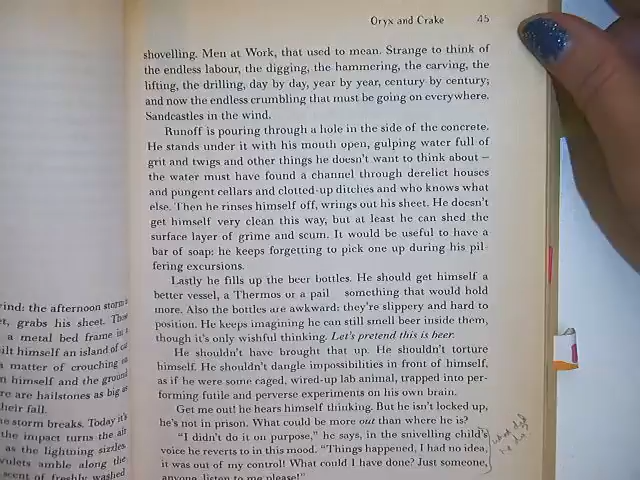 Oryx and Crake 45
shovelling. Men at Work, that used to mean. Strange to think of
the endless labour, the digging, the hammering, the carving, the
lifting, the drilling, day by day, year by year, century by century;
and now the endless crumbling that must be going on everywhere.
Sandcastles in the wind.
Runoff is pouring through a hole in the side of the concrete.
He stands under it with his mouth open, gulping water full of
grit and twigs and other things he doesn't want to think about –
the water must have found a channel through derelict houses
and pungent cellars and clotted-up ditches and who knows what
else. Then he rinses himself off, wrings out his sheet. He doesn't
get himself very clean this way, but at least he can shed the
surface layer of grime and scum. It would be useful to have a
bar of soap: he keeps forgetting to pick one up during his pil-
fering excursions.
Lastly he fills up the beer bottles. He should get himself a
better vessel, a Thermos or a pail something that would hold
more. Also the bottles are awkward: they're slippery and hard to
position. He keeps imagining he can still smell beer inside them,
though it's only wishful thinking. Let's pretend this is beer.
He shouldn't have brought that up. He shouldn't torture
himself. He shouldn't dangle impossibilities in front of himself,
as if he were some caged, wired-up lab animal, trapped into per-
forming futile and perverse experiments on his own brain.
Get me out! he hears himself thinking. But he isn't locked up,
he's not in prison. What could be more out than where he is?
"I didn't do it on purpose," he says, in the snivelling child's
voice he reverts to in this mood. "Things happened, I had no idea,
it was out of my control! What could I have done? Just someone,
anyone, listen to me please!"
what did
he do?
wind: the afternoon storm
grabs his sheet.
a metal bed frame in
himself an island of
a matter of crouching
himself and the ground
are hailstones as big as
their fall.
storm breaks. Today it's
the impact turns the air
as the lightning sizzles
amble along the
scent of freshly washed